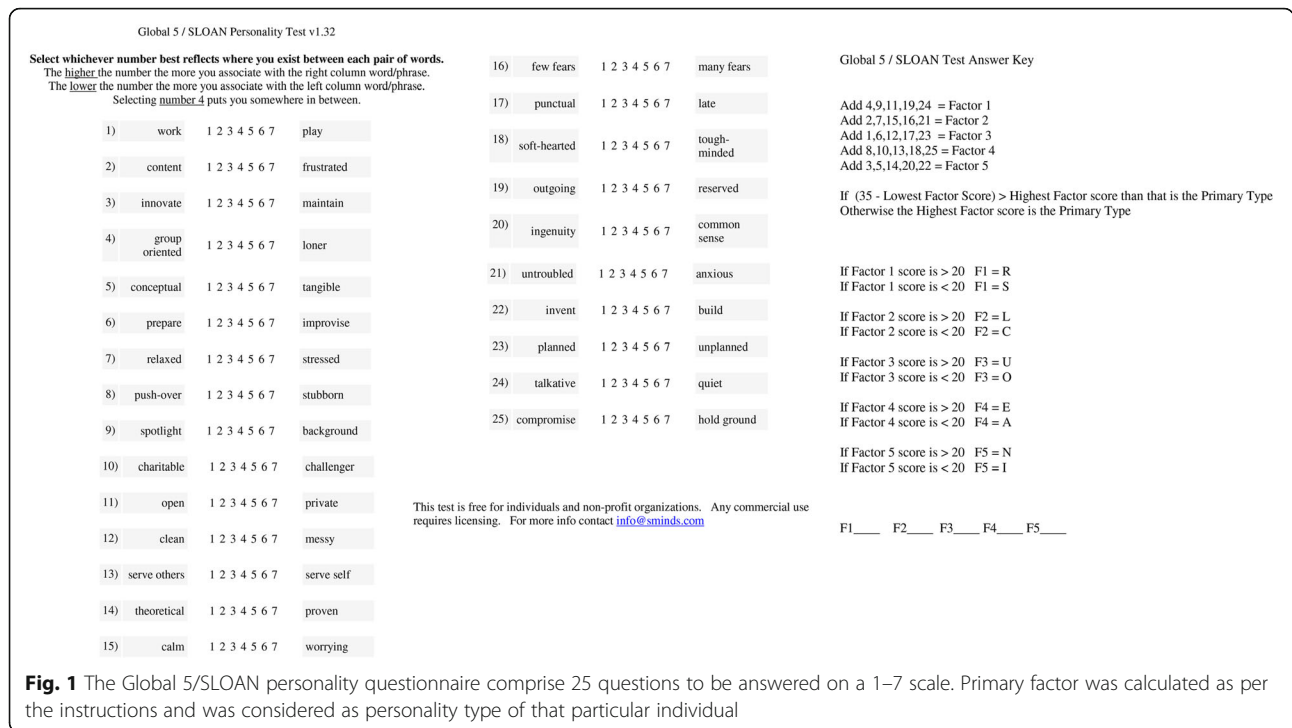 Global 5 / SLOAN Personality Test v1.32
Select whichever number best reflects where you exist between each pair of words.
The higher the number the more you associate with the right column word/phrase.
The lower the number the more you associate with the left column word/phrase.
Selecting number 4 puts you somewhere in between.
1) work 1 2 3 4 5 6 7 play
2) content 1 2 3 4 5 6 7 frustrated
3) innovate 1 2 3 4 5 6 7 maintain
4) group
oriented 1 2 3 4 5 6 7 loner
5) conceptual 1 2 3 4 5 6 7 tangible
6) prepare 1 2 3 4 5 6 7 improvise
7) relaxed 1 2 3 4 5 6 7 stressed
8) push-over 1 2 3 4 5 6 7 stubborn
9) spotlight 1 2 3 4 5 6 7 background
10) charitable 1 2 3 4 5 6 7 challenger
11) open 1 2 3 4 5 6 7 private
12) clean 1 2 3 4 5 6 7 messy
13) serve others 1 2 3 4 5 6 7 serve self
14) theoretical 1 2 3 4 5 6 7 proven
15) calm 1 2 3 4 5 6 7 worrying
16) few fears 1 2 3 4 5 6 7 many fears
17) punctual 1 2 3 4 5 6 7 late
18) soft-hearted 1 2 3 4 5 6 7 tough-
minded
19) outgoing 1 2 3 4 5 6 7 reserved
20) ingenuity 1 2 3 4 5 6 7 common
sense
21) untroubled 1 2 3 4 5 6 7 anxious
22) invent 1 2 3 4 5 6 7 build
23) planned 1 2 3 4 5 6 7 unplanned
24) talkative 1 2 3 4 5 6 7 quiet
25) compromise 1 2 3 4 5 6 7 hold ground
This test is free for individuals and non-profit organizations. Any commercial use
requires licensing. For more info contact info@sminds.com
Global 5 / SLOAN Test Answer Key
Add 4,9,11,19,24 = Factor 1
Add 2,7,15,16,21 = Factor 2
Add 1,6,12,17,23 = Factor 3
Add 8,10,13,18,25 = Factor 4
Add 3,5,14,20,22 = Factor 5
If (35 - Lowest Factor Score) > Highest Factor score than that is the Primary Type
Otherwise the Highest Factor score is the Primary Type
If Factor 1 score is > 20 F1 = R
If Factor 1 score is < 20 F1 = S
If Factor 2 score is > 20 F2 = L
If Factor 2 score is < 20 F2 = C
If Factor 3 score is > 20 F3 = U
If Factor 3 score is < 20 F3 = O
If Factor 4 score is > 20 F4 = E
If Factor 4 score is < 20 F4 = A
If Factor 5 score is > 20 F5 = N
If Factor 5 score is < 20 F5 = I
F1____ F2____ F3____ F4____ F5____
Fig. 1 The Global 5/SLOAN personality questionnaire comprise 25 questions to be answered on a 1–7 scale. Primary factor was calculated as per
the instructions and was considered as personality type of that particular individual